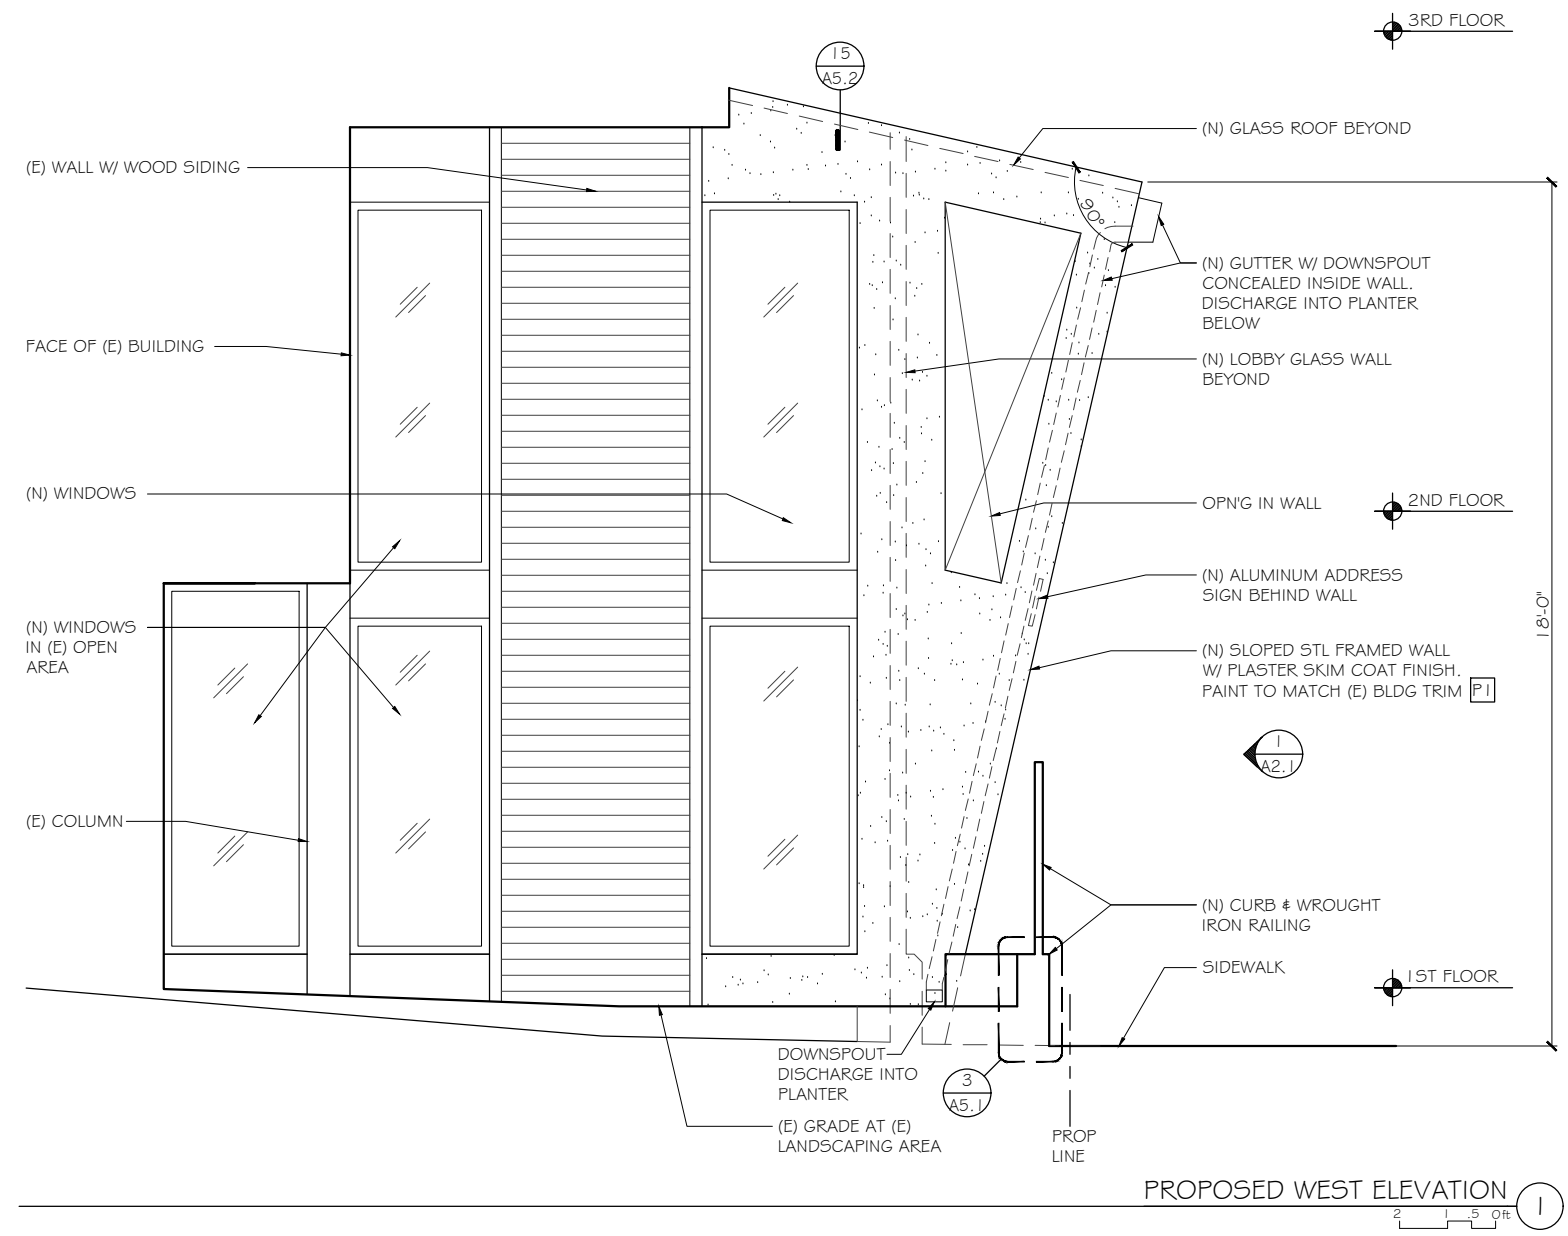 3RD FLOOR
15
A5.2
(N) GLASS ROOF BEYOND
(E) WALL W/ WOOD SIDING
90°
(N) GUTTER W/ DOWNSPOUT
CONCEALED INSIDE WALL.
DISCHARGE INTO PLANTER
BELOW
FACE OF (E) BUILDING
(N) LOBBY GLASS WALL
BEYOND
(N) WINDOWS
OPN'G IN WALL
2ND FLOOR
(N) ALUMINUM ADDRESS
SIGN BEHIND WALL
18'-0"
(N) WINDOWS
IN (E) OPEN
AREA
(N) SLOPED STL FRAMED WALL
W/ PLASTER SKIM COAT FINISH.
PAINT TO MATCH (E) BLDG TRIM P1
1
A2.1
(E) COLUMN
(N) CURB & WROUGHT
IRON RAILING
SIDEWALK
1ST FLOOR
DOWNSPOUT
DISCHARGE INTO
PLANTER
3
A5.1
(E) GRADE AT (E)
LANDSCAPING AREA
PROP
LINE
PROPOSED WEST ELEVATION
1
2 1 .5 0ft